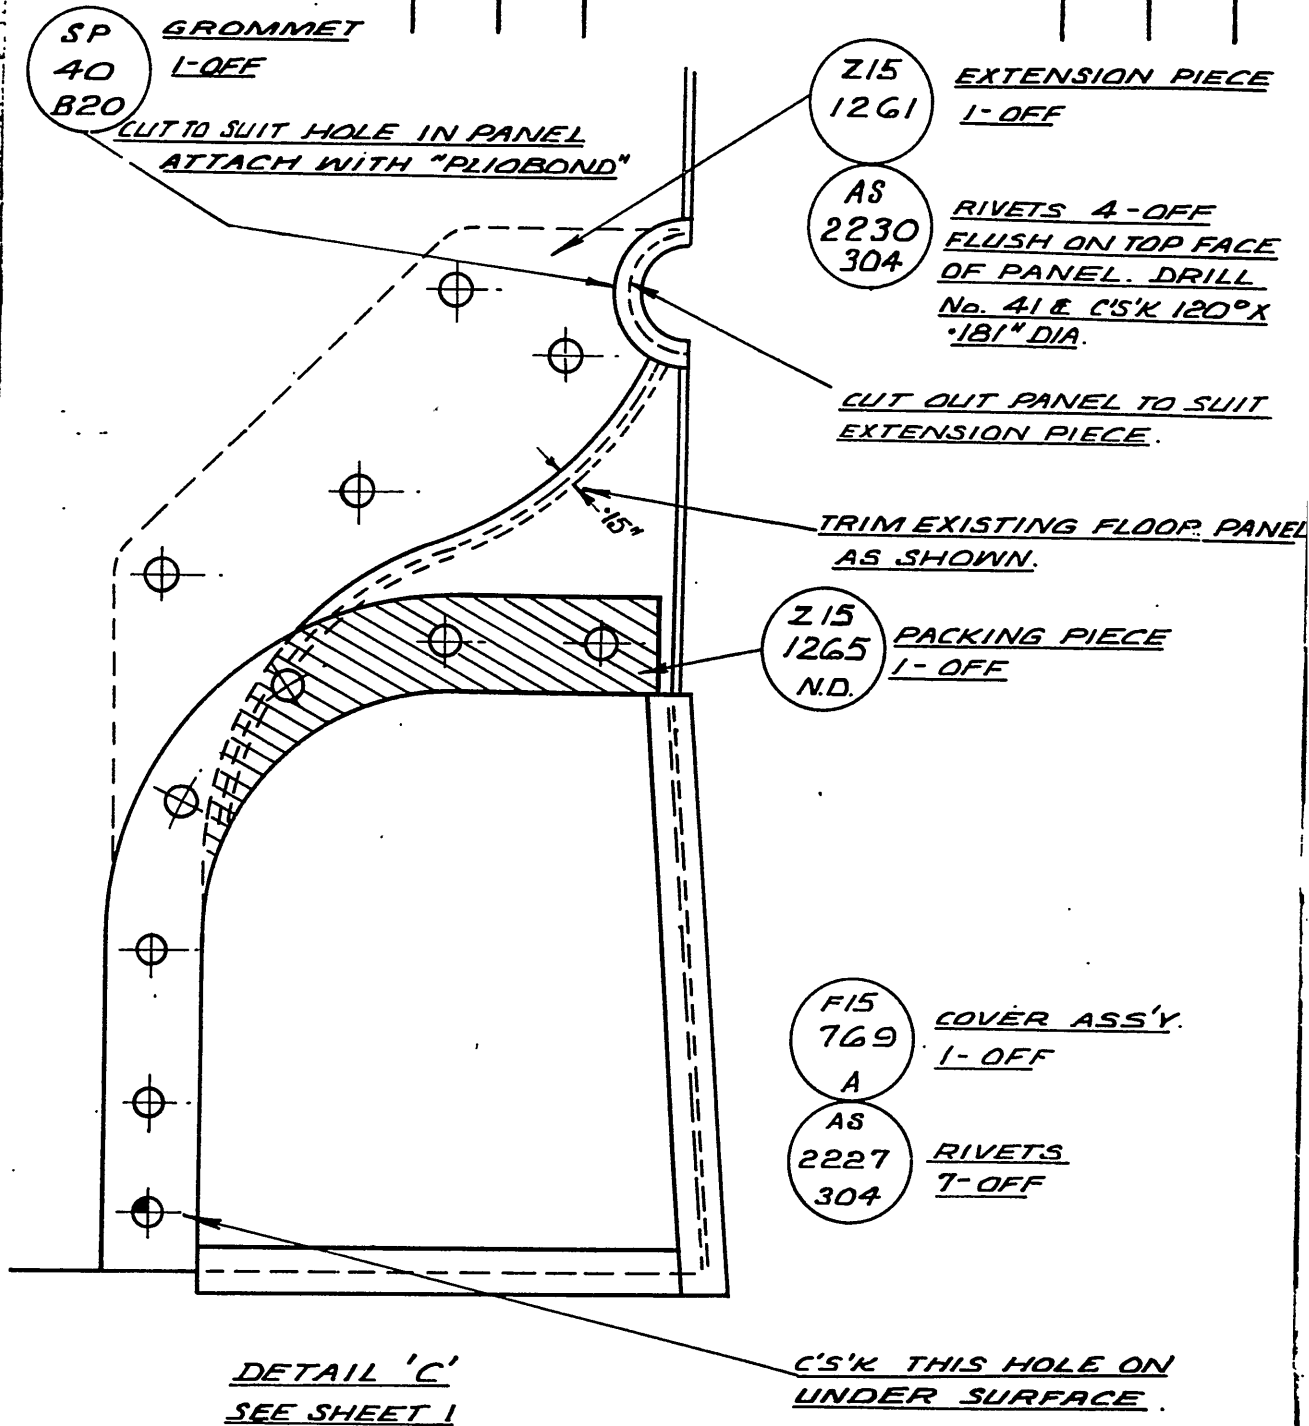 SP
40
B20
GROMMET
1-OFF
CUT TO SUIT HOLE IN PANEL
ATTACH WITH "PLIOBOND"
Z15
1261
EXTENSION PIECE
1-OFF
AS
2230
304
RIVETS 4-OFF
FLUSH ON TOP FACE
OF PANEL. DRILL
No. 41 & C'S'K 120° X
.181" DIA.
CUT OUT PANEL TO SUIT
EXTENSION PIECE.
.15"
TRIM EXISTING FLOOR PANEL
AS SHOWN.
Z15
1265
N.D.
PACKING PIECE
1-OFF
F15
769
A
COVER ASS'Y.
1-OFF
AS
2227
304
RIVETS
7-OFF
C'S'K THIS HOLE ON
UNDER SURFACE.
DETAIL 'C'
SEE SHEET 1